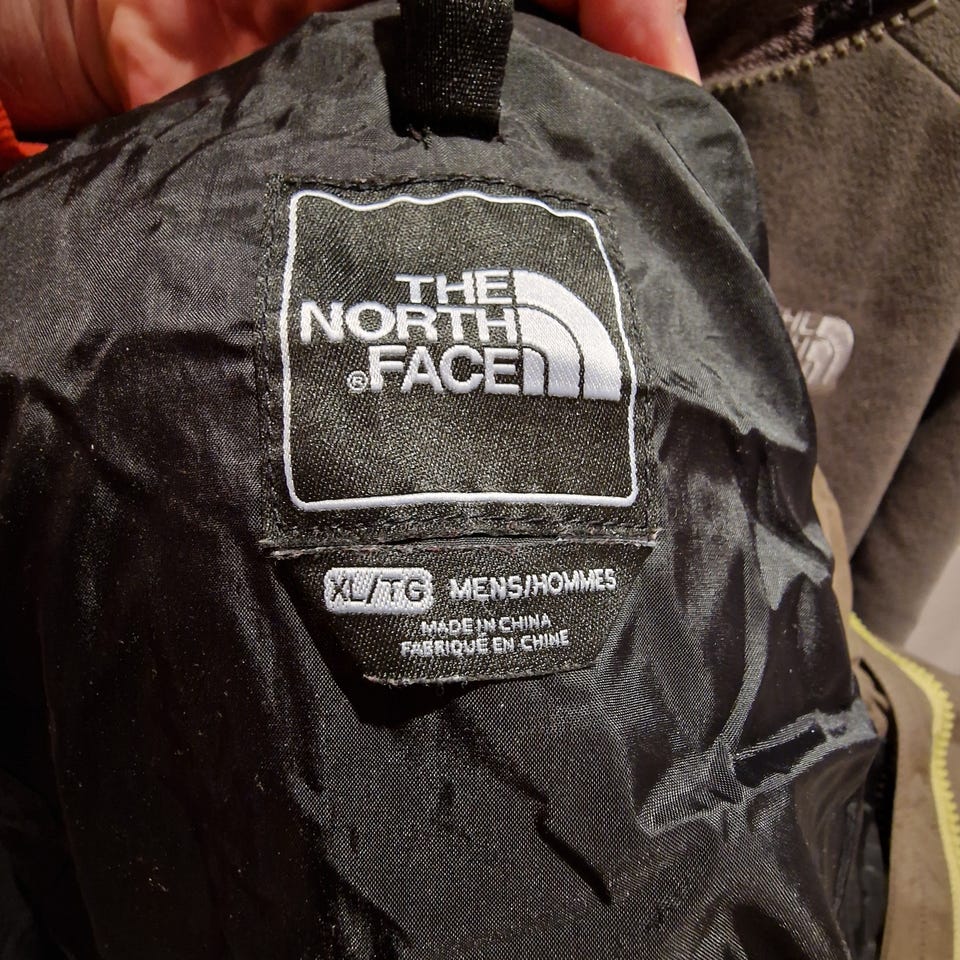 THE
NORTH
®FACE
XL/TG MENS/HOMMES
MADE IN CHINA
FABRIQUÉ EN CHINE